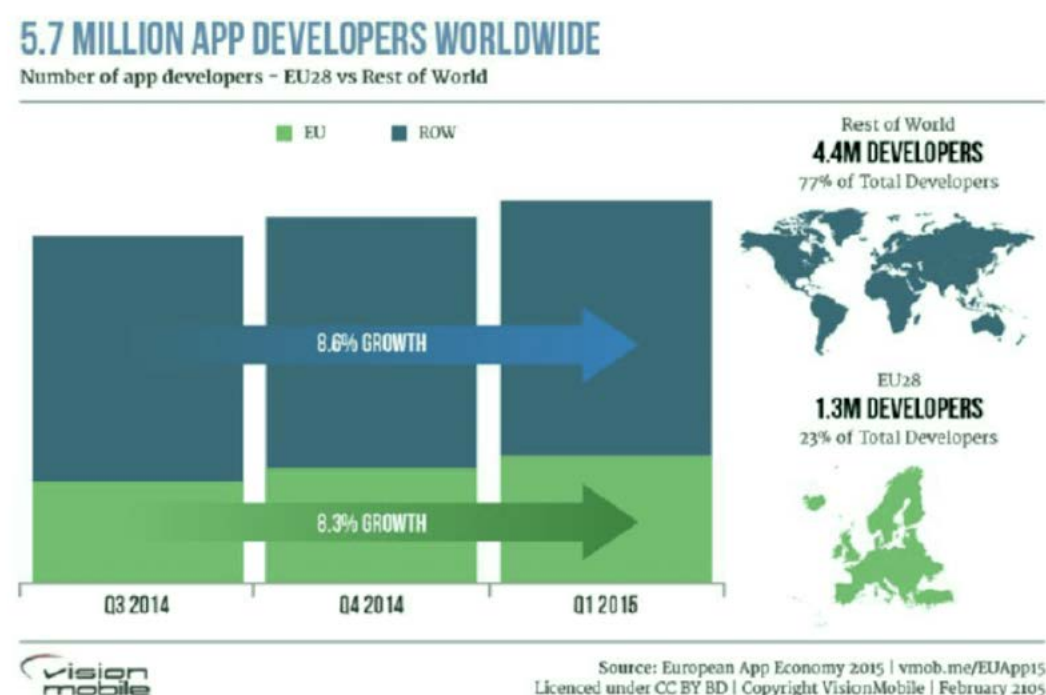 5.7 MILLION APP DEVELOPERS WORLDWIDE
Number of app developers - EU28 vs Rest of World
EU
ROW
Rest of World
4.4M DEVELOPERS
77% of Total Developers
8.6% GROWTH
EU28
1.3M DEVELOPERS
23% of Total Developers
8.3% GROWTH
Q3 2014
Q4 2014
Q1 2015
vision
mobile
Source: European App Economy 2015 | vmob.me/EUApp15
Licenced under CC BY BD | Copyright VisionMobile | February 2105